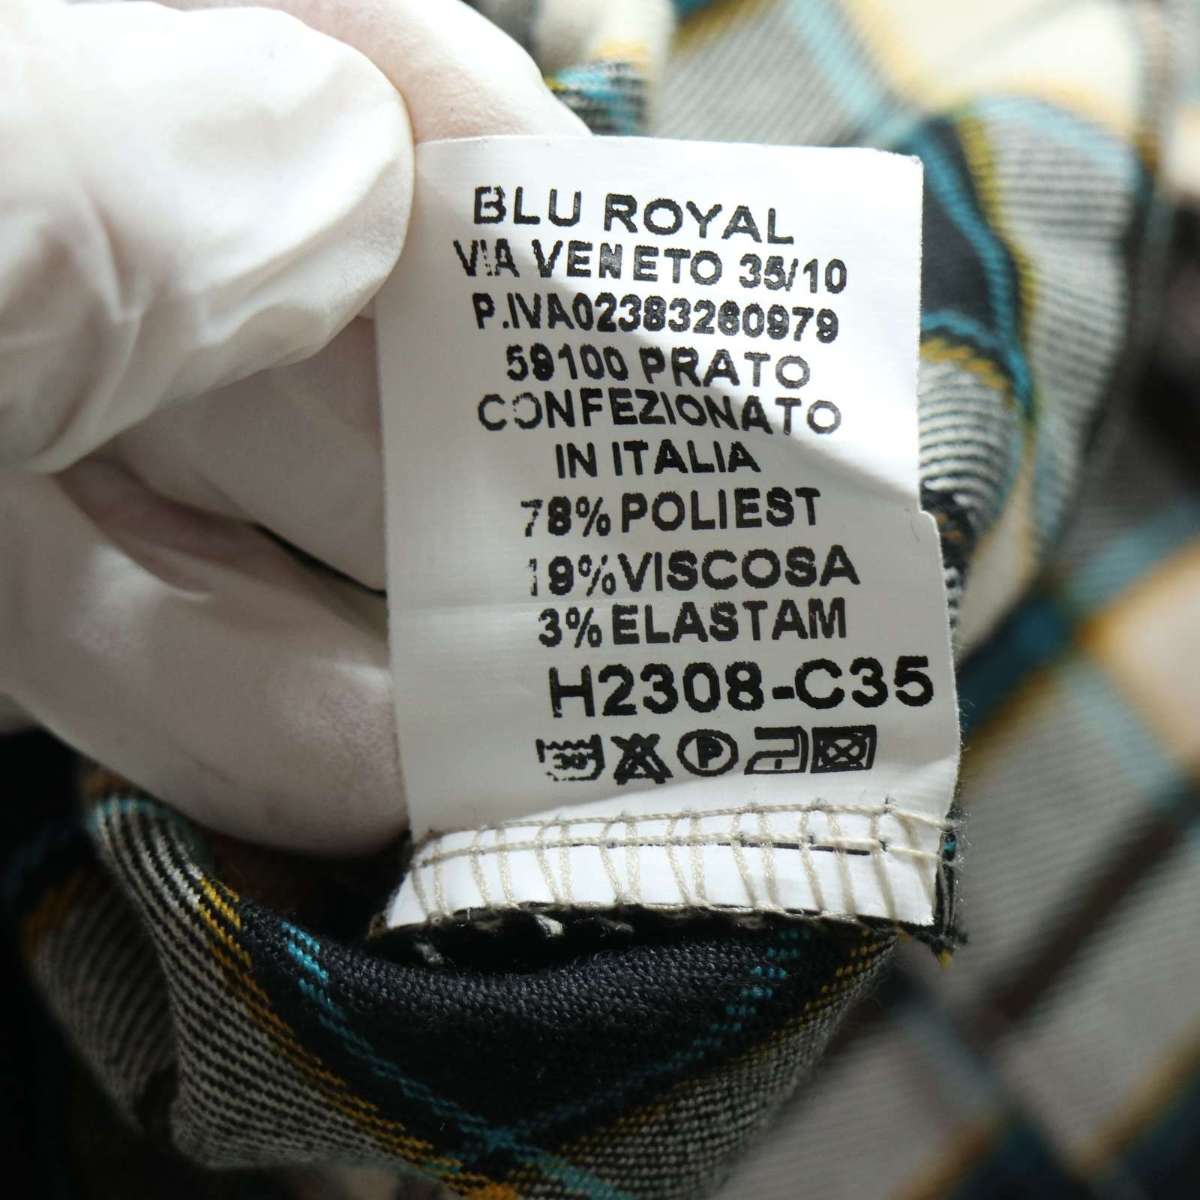 BLU ROYAL
VIA VENETO 35/10
P.IVA02383260979
59100 PRATO
CONFEZIONATO
IN ITALIA
78% POLIEST
19% VISCOSA
3% ELASTAM
H2308-C35
30° P